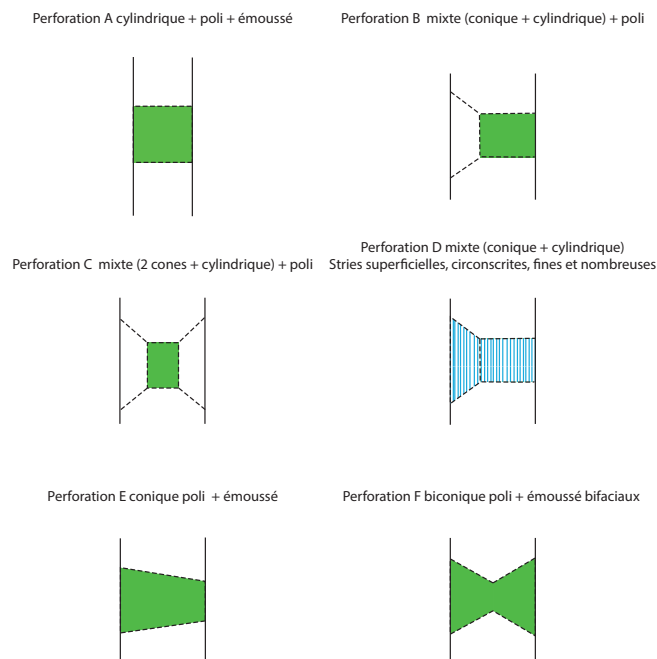 Perforation A cylindrique + poli + émoussé
Perforation B mixte (conique + cylindrique) + poli
Perforation C mixte (2 cones + cylindrique) + poli
Perforation D mixte (conique + cylindrique)
Stries superficielles, circonscrites, fines et nombreuses
Perforation E conique poli + émoussé
Perforation F biconique poli + émoussé bifaciaux